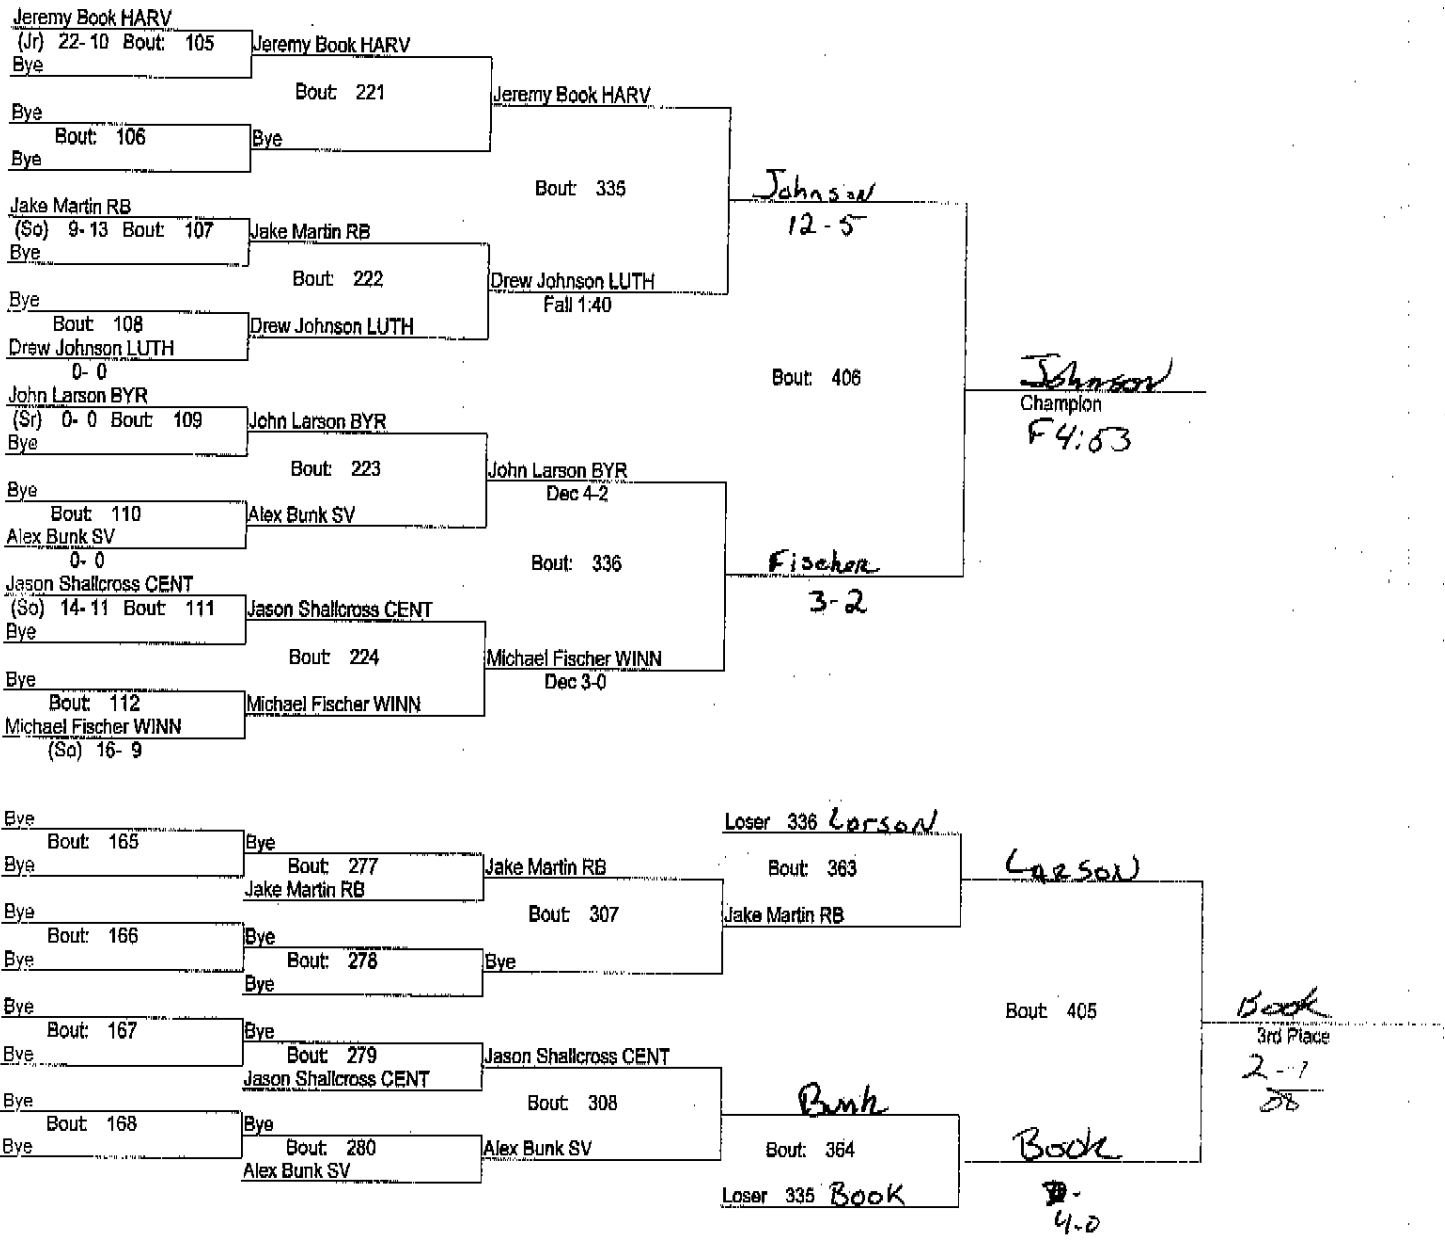 Jeremy Book HARV
(Jr) 22-10 Bout: 105
Jeremy Book HARV
Bye
Bout: 221
Jeremy Book HARV
Bye
Bout: 106
Bye
Bye
Bout: 335
Johnson
12-5
Jake Martin RB
(So) 9-13 Bout: 107
Jake Martin RB
Bye
Bout: 222
Drew Johnson LUTH
Fall 1:40
Bye
Bout: 108
Drew Johnson LUTH
Drew Johnson LUTH
0-0
Bout: 406
Johnson
Champion
F 4:53
John Larson BYR
(Sr) 0-0 Bout: 109
John Larson BYR
Bye
Bout: 223
John Larson BYR
Dec 4-2
Bye
Bout: 110
Alex Bunk SV
Alex Bunk SV
0-0
Bout: 336
Fischer
3-2
Jason Shallcross CENT
(So) 14-11 Bout: 111
Jason Shallcross CENT
Bye
Bout: 224
Michael Fischer WINN
Dec 3-0
Bye
Bout: 112
Michael Fischer WINN
Michael Fischer WINN
(So) 16-9
Bye
Bout: 165
Bye
Bye
Bout: 277
Jake Martin RB
Jake Martin RB
Loser 336 Larson
Bout: 363
LARSON
Bout: 307
Jake Martin RB
Bye
Bout: 166
Bye
Bye
Bout: 278
Bye
Bye
Bout: 405
Book
3rd Place
2-1
Bye
Bout: 167
Bye
Bye
Bout: 279
Jason Shallcross CENT
Jason Shallcross CENT
Bout: 308
Bunk
Bye
Bout: 168
Bye
Bye
Bout: 280
Alex Bunk SV
Alex Bunk SV
Bout: 364
Book
4-0
Loser 335 BOOK